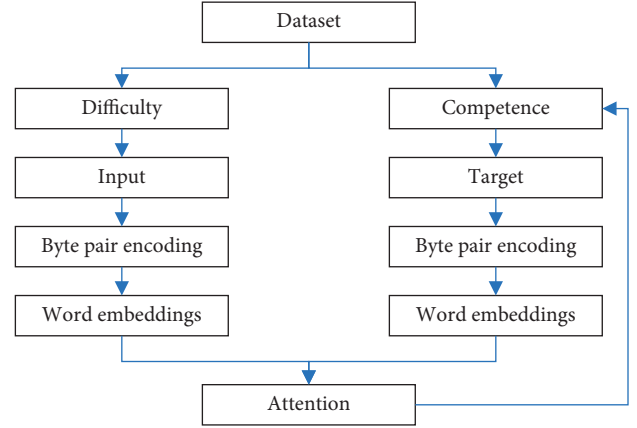 Dataset
Difficulty
Competence
Input
Target
Byte pair encoding
Byte pair encoding
Word embeddings
Word embeddings
Attention